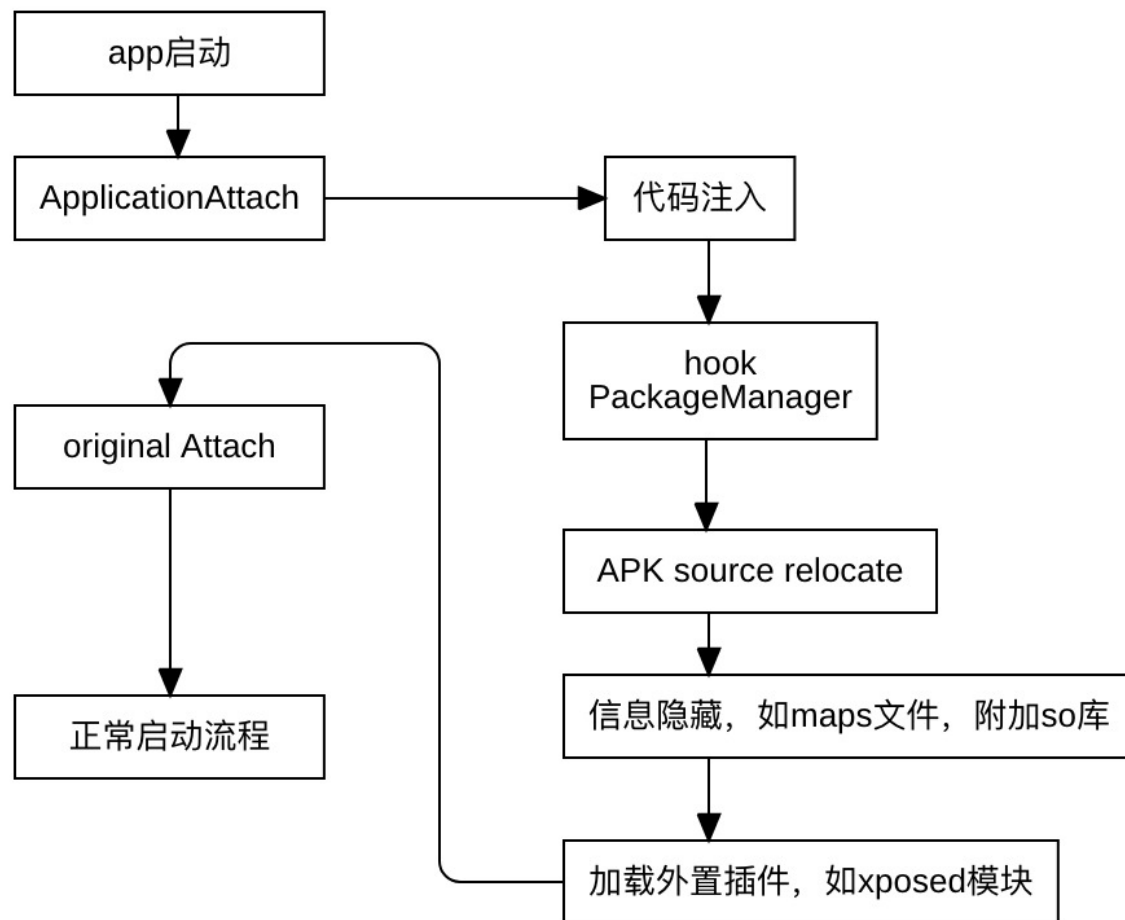 app启动
ApplicationAttach
代码注入
hook
PackageManager
original Attach
APK source relocate
信息隐藏，如maps文件，附加so库
正常启动流程
加载外置插件，如xposed模块